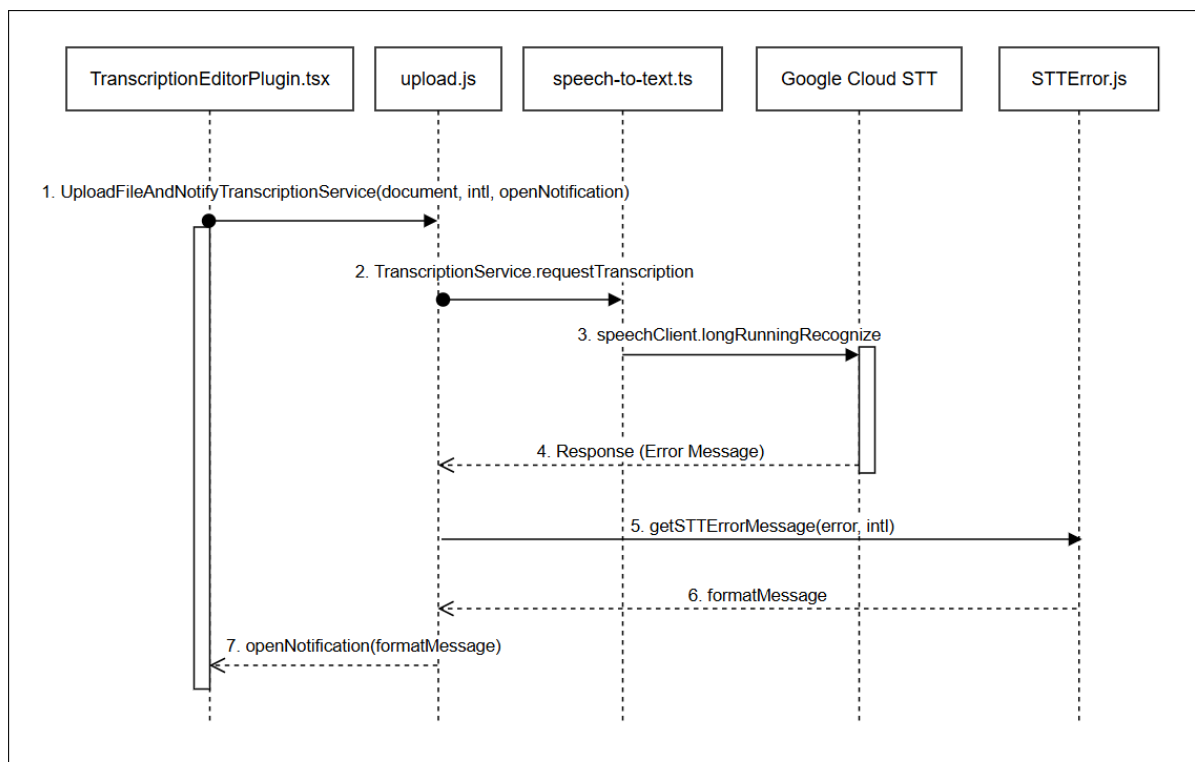 TranscriptionEditorPlugin.tsx
upload.js
speech-to-text.ts
Google Cloud STT
STTError.js
1. UploadFileAndNotifyTranscriptionService(document, intl, openNotification)
2. TranscriptionService.requestTranscription
3. speechClient.longRunningRecognize
4. Response (Error Message)
5. getSTTErrorMessage(error, intl)
6. formatMessage
7. openNotification(formatMessage)